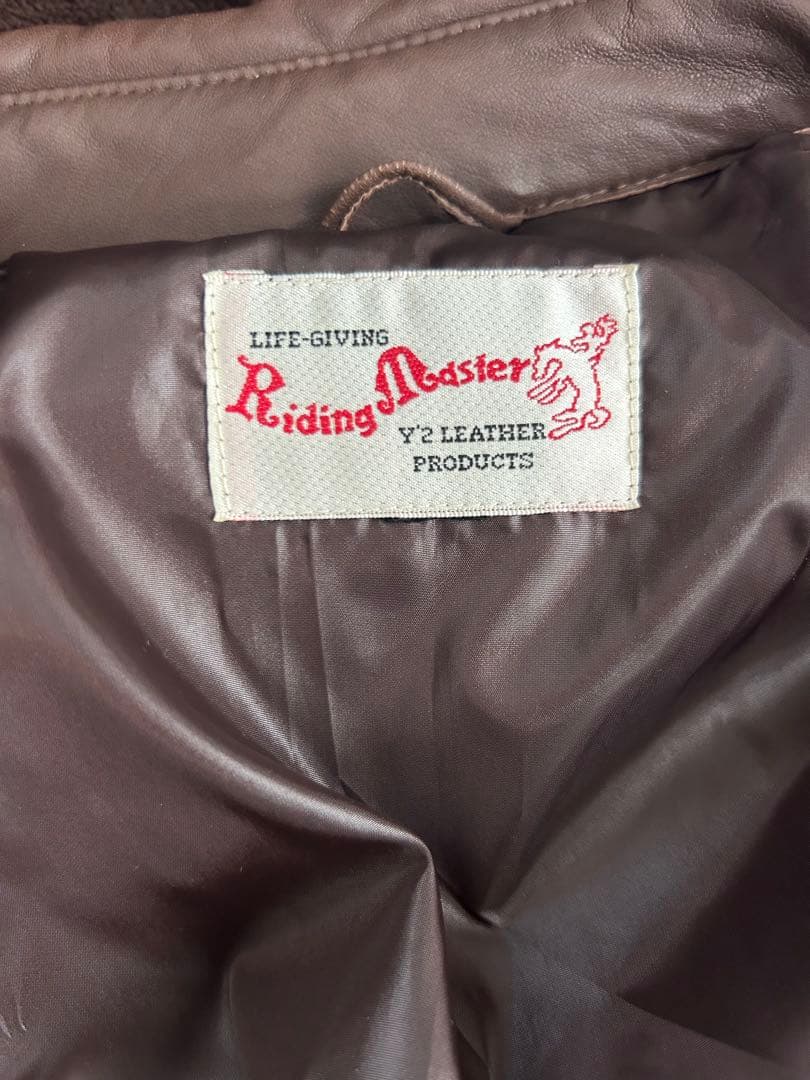 LIFE-GIVING
Riding Master
Y'2 LEATHER
PRODUCTS